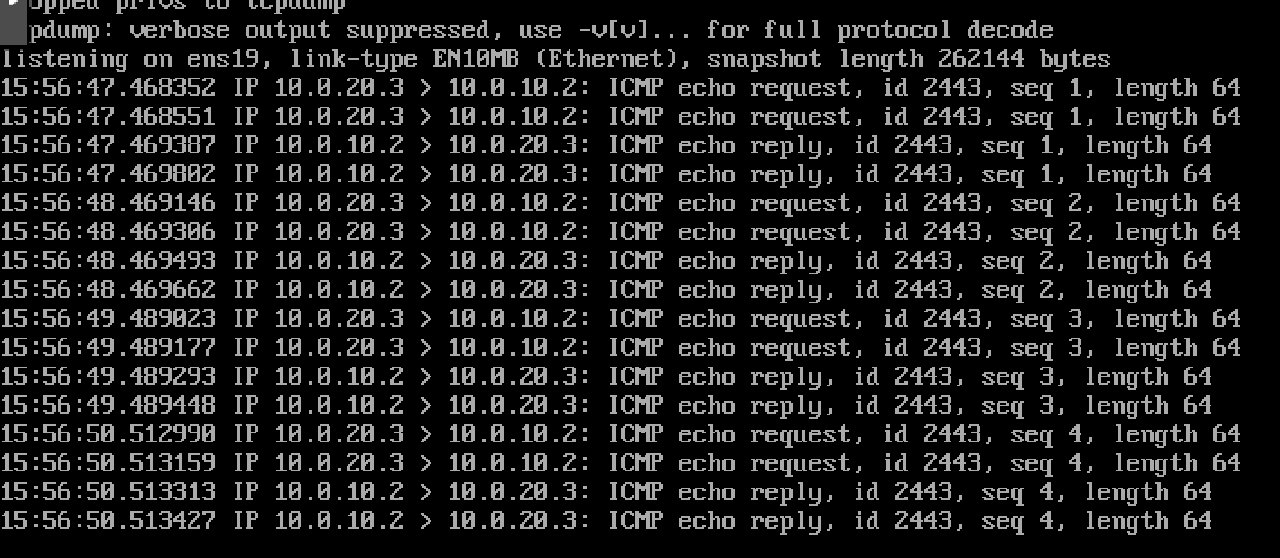 opped privs to tcpdump
pdump: verbose output suppressed, use -v[v]... for full protocol decode
listening on ens19, link-type EN10MB (Ethernet), snapshot length 262144 bytes
15:56:47.468352 IP 10.0.20.3 > 10.0.10.2: ICMP echo request, id 2443, seq 1, length 64
15:56:47.468551 IP 10.0.20.3 > 10.0.10.2: ICMP echo request, id 2443, seq 1, length 64
15:56:47.469387 IP 10.0.10.2 > 10.0.20.3: ICMP echo reply, id 2443, seq 1, length 64
15:56:47.469802 IP 10.0.10.2 > 10.0.20.3: ICMP echo reply, id 2443, seq 1, length 64
15:56:48.469146 IP 10.0.20.3 > 10.0.10.2: ICMP echo request, id 2443, seq 2, length 64
15:56:48.469306 IP 10.0.20.3 > 10.0.10.2: ICMP echo request, id 2443, seq 2, length 64
15:56:48.469493 IP 10.0.10.2 > 10.0.20.3: ICMP echo reply, id 2443, seq 2, length 64
15:56:48.469662 IP 10.0.10.2 > 10.0.20.3: ICMP echo reply, id 2443, seq 2, length 64
15:56:49.489023 IP 10.0.20.3 > 10.0.10.2: ICMP echo request, id 2443, seq 3, length 64
15:56:49.489177 IP 10.0.20.3 > 10.0.10.2: ICMP echo request, id 2443, seq 3, length 64
15:56:49.489293 IP 10.0.10.2 > 10.0.20.3: ICMP echo reply, id 2443, seq 3, length 64
15:56:49.489448 IP 10.0.10.2 > 10.0.20.3: ICMP echo reply, id 2443, seq 3, length 64
15:56:50.512990 IP 10.0.20.3 > 10.0.10.2: ICMP echo request, id 2443, seq 4, length 64
15:56:50.513159 IP 10.0.20.3 > 10.0.10.2: ICMP echo request, id 2443, seq 4, length 64
15:56:50.513313 IP 10.0.10.2 > 10.0.20.3: ICMP echo reply, id 2443, seq 4, length 64
15:56:50.513427 IP 10.0.10.2 > 10.0.20.3: ICMP echo reply, id 2443, seq 4, length 64